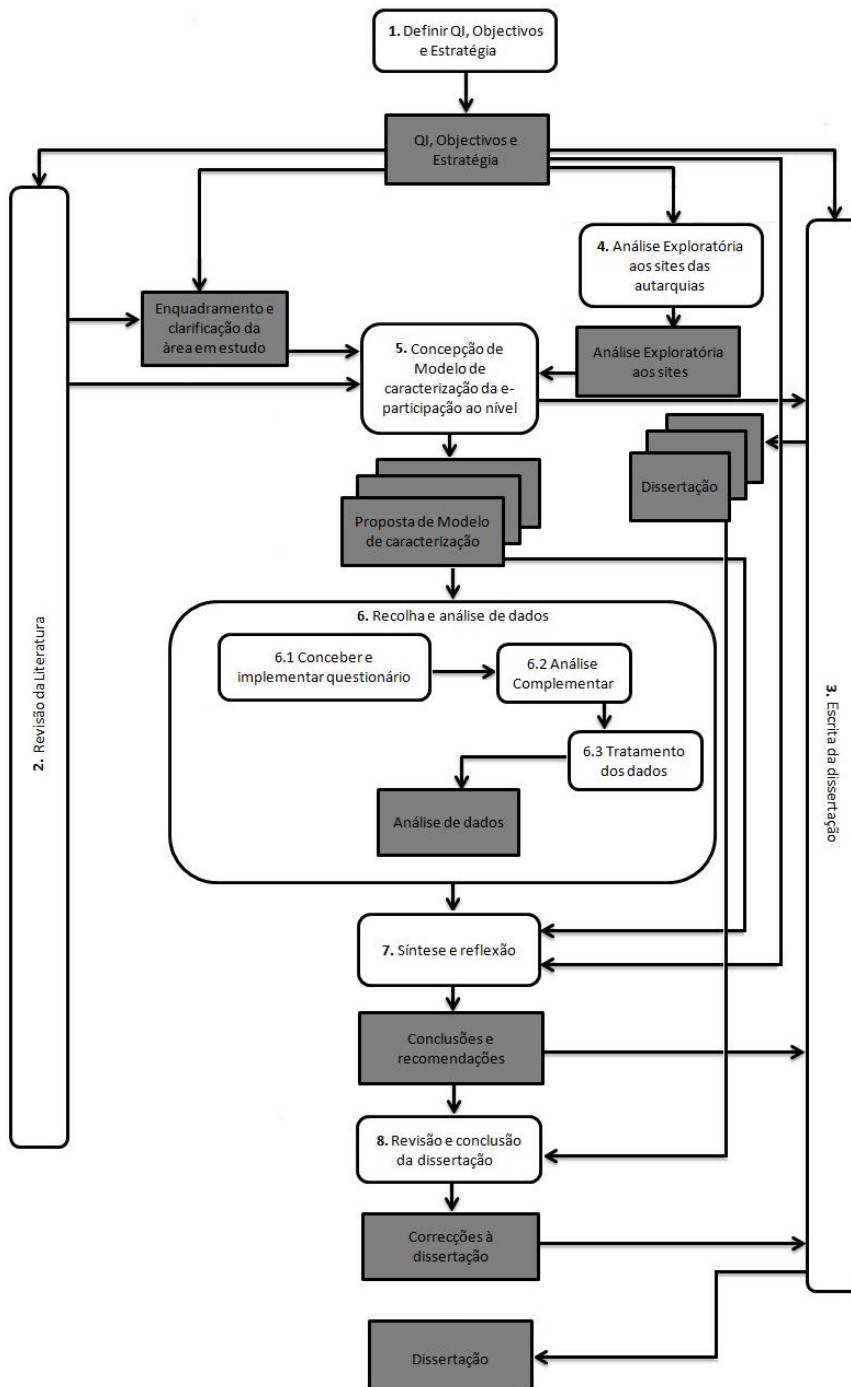 1. Definir QI, Objectivos
e Estratégia
QI, Objectivos e
Estratégia
4. Análise Exploratória
aos sites das
autarquias
Enquadramento e
clarificação da
àrea em estudo
5. Concepção de
Modelo de
caracterização da e-
participação ao nível
Análise Exploratória
aos sites
Dissertação
Proposta de Modelo
de caracterização
6. Recolha e análise de dados
6.1 Conceber e
implementar questionário
6.2 Análise
Complementar
6.3 Tratamento
dos dados
Análise de dados
2. Revisão da Literatura
3. Escrita da dissertação
7. Síntese e reflexão
Conclusões e
recomendações
8. Revisão e conclusão
da dissertação
Correcções à
dissertação
Dissertação